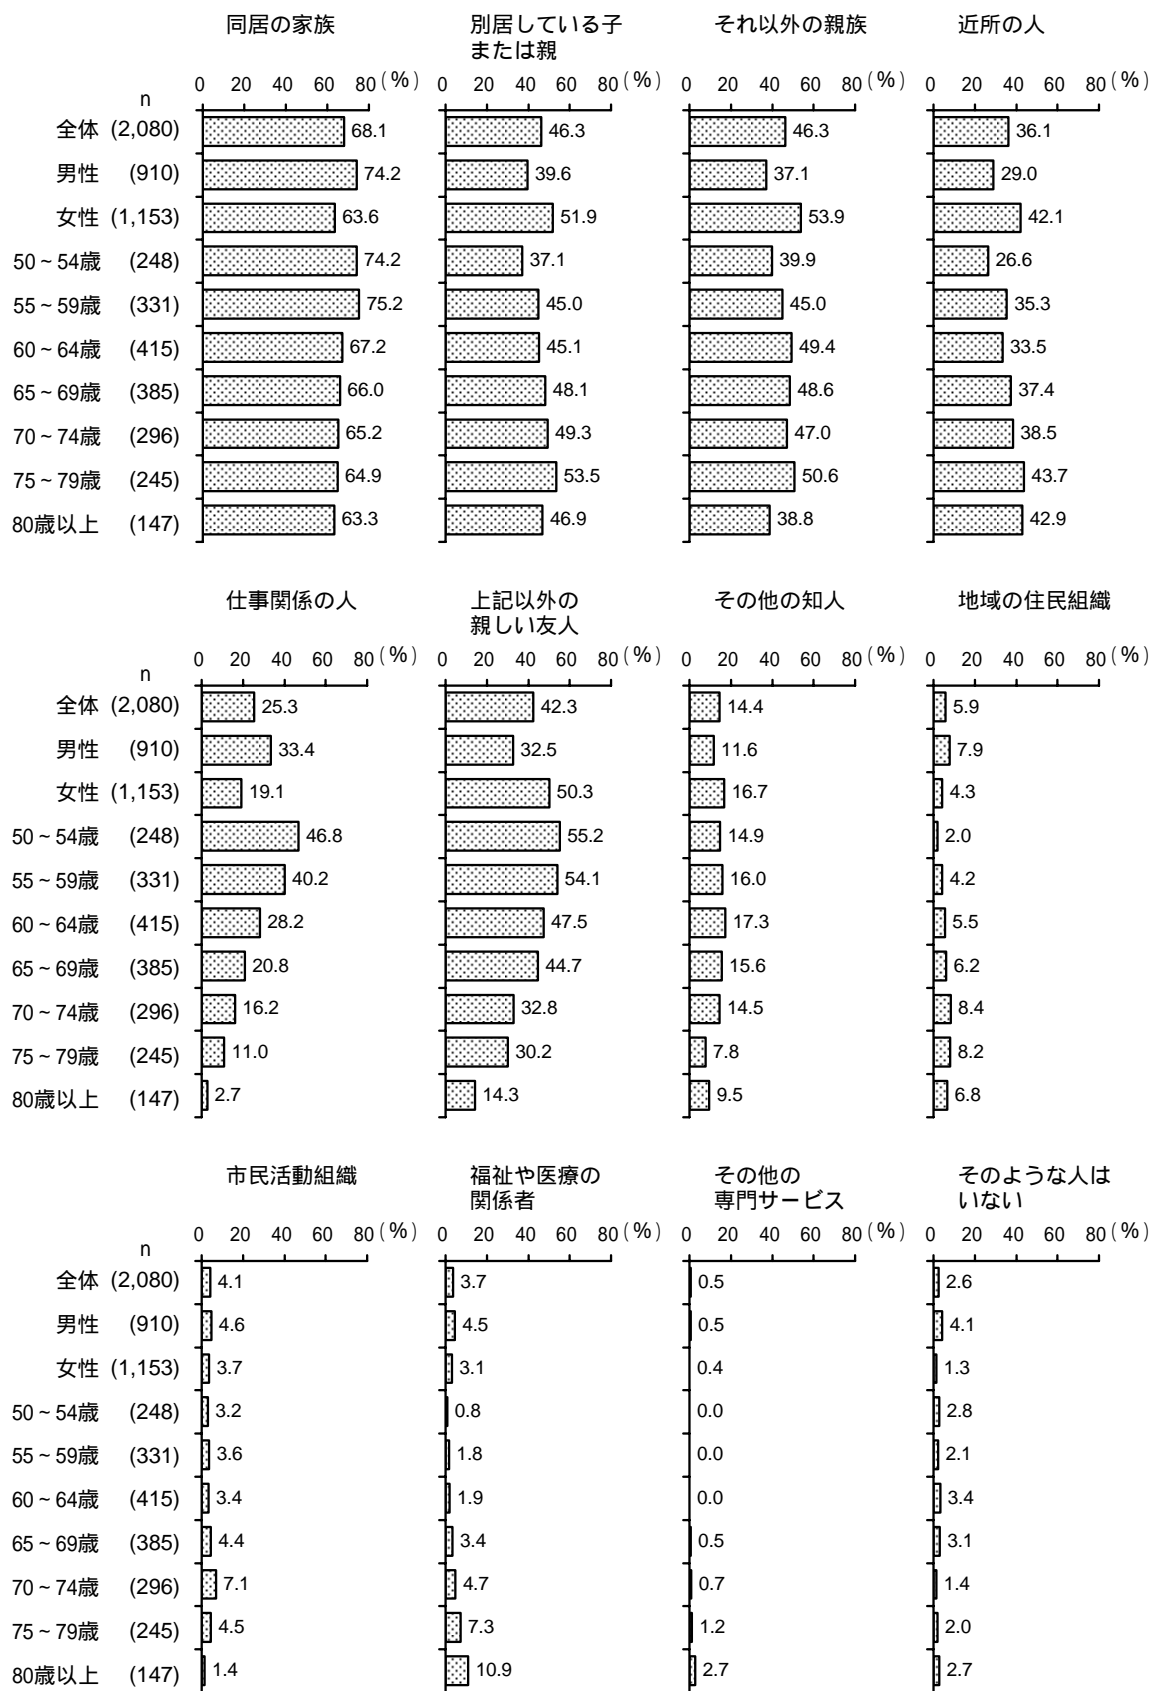 同居の家族 別居している子 それ以外の親族 近所の人
または親
0 20 40 60 80 (%) 0 20 40 60 80 (%) 0 20 40 60 80 (%) 0 20 40 60 80 (%)
n
全体 (2,080) 68.1 46.3 46.3 36.1
男性 (910) 74.2 39.6 37.1 29.0
女性 (1,153) 63.6 51.9 53.9 42.1
50~54歳 (248) 74.2 37.1 39.9 26.6
55~59歳 (331) 75.2 45.0 45.0 35.3
60~64歳 (415) 67.2 45.1 49.4 33.5
65~69歳 (385) 66.0 48.1 48.6 37.4
70~74歳 (296) 65.2 49.3 47.0 38.5
75~79歳 (245) 64.9 53.5 50.6 43.7
80歳以上 (147) 63.3 46.9 38.8 42.9
仕事関係の人 上記以外の その他の知人 地域の住民組織
親しい友人
0 20 40 60 80 (%) 0 20 40 60 80 (%) 0 20 40 60 80 (%) 0 20 40 60 80 (%)
n
全体 (2,080) 25.3 42.3 14.4 5.9
男性 (910) 33.4 32.5 11.6 7.9
女性 (1,153) 19.1 50.3 16.7 4.3
50~54歳 (248) 46.8 55.2 14.9 2.0
55~59歳 (331) 40.2 54.1 16.0 4.2
60~64歳 (415) 28.2 47.5 17.3 5.5
65~69歳 (385) 20.8 44.7 15.6 6.2
70~74歳 (296) 16.2 32.8 14.5 8.4
75~79歳 (245) 11.0 30.2 7.8 8.2
80歳以上 (147) 2.7 14.3 9.5 6.8
市民活動組織 福祉や医療の その他の そのような人は
関係者 専門サービス いない
0 20 40 60 80 (%) 0 20 40 60 80 (%) 0 20 40 60 80 (%) 0 20 40 60 80 (%)
n
全体 (2,080) 4.1 3.7 0.5 2.6
男性 (910) 4.6 4.5 0.5 4.1
女性 (1,153) 3.7 3.1 0.4 1.3
50~54歳 (248) 3.2 0.8 0.0 2.8
55~59歳 (331) 3.6 1.8 0.0 2.1
60~64歳 (415) 3.4 1.9 0.0 3.4
65~69歳 (385) 4.4 3.4 0.5 3.1
70~74歳 (296) 7.1 4.7 0.7 1.4
75~79歳 (245) 4.5 7.3 1.2 2.0
80歳以上 (147) 1.4 10.9 2.7 2.7